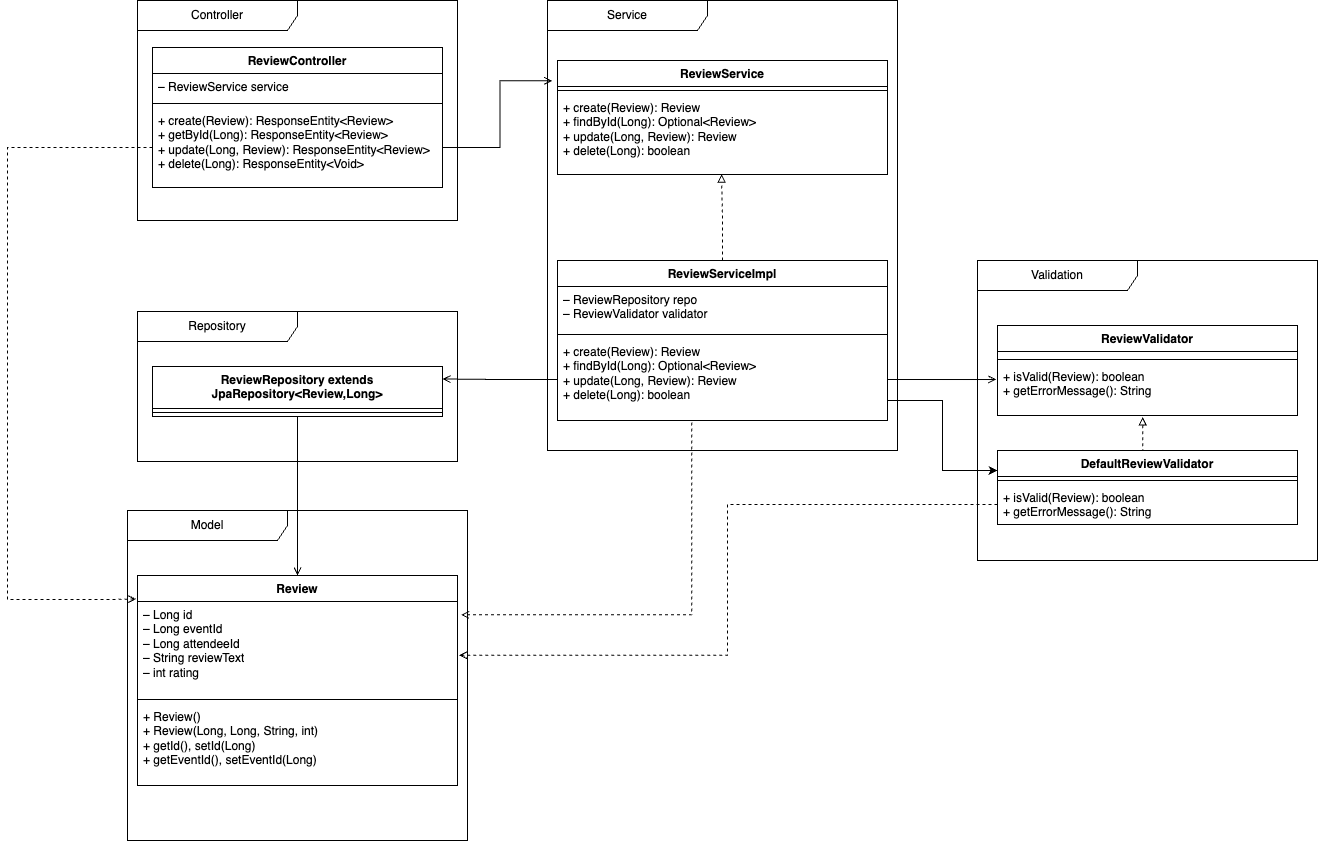 Controller
ReviewController
– ReviewService service
+ create(Review): ResponseEntity<Review>
+ getById(Long): ResponseEntity<Review>
+ update(Long, Review): ResponseEntity<Review>
+ delete(Long): ResponseEntity<Void>
Service
ReviewService
+ create(Review): Review
+ findById(Long): Optional<Review>
+ update(Long, Review): Review
+ delete(Long): boolean
ReviewServiceImpl
– ReviewRepository repo
– ReviewValidator validator
+ create(Review): Review
+ findById(Long): Optional<Review>
+ update(Long, Review): Review
+ delete(Long): boolean
Validation
ReviewValidator
+ isValid(Review): boolean
+ getErrorMessage(): String
DefaultReviewValidator
+ isValid(Review): boolean
+ getErrorMessage(): String
Repository
ReviewRepository extends
JpaRepository<Review,Long>
Model
Review
– Long id
– Long eventId
– Long attendeeId
– String reviewText
– int rating
+ Review()
+ Review(Long, Long, String, int)
+ getId(), setId(Long)
+ getEventId(), setEventId(Long)